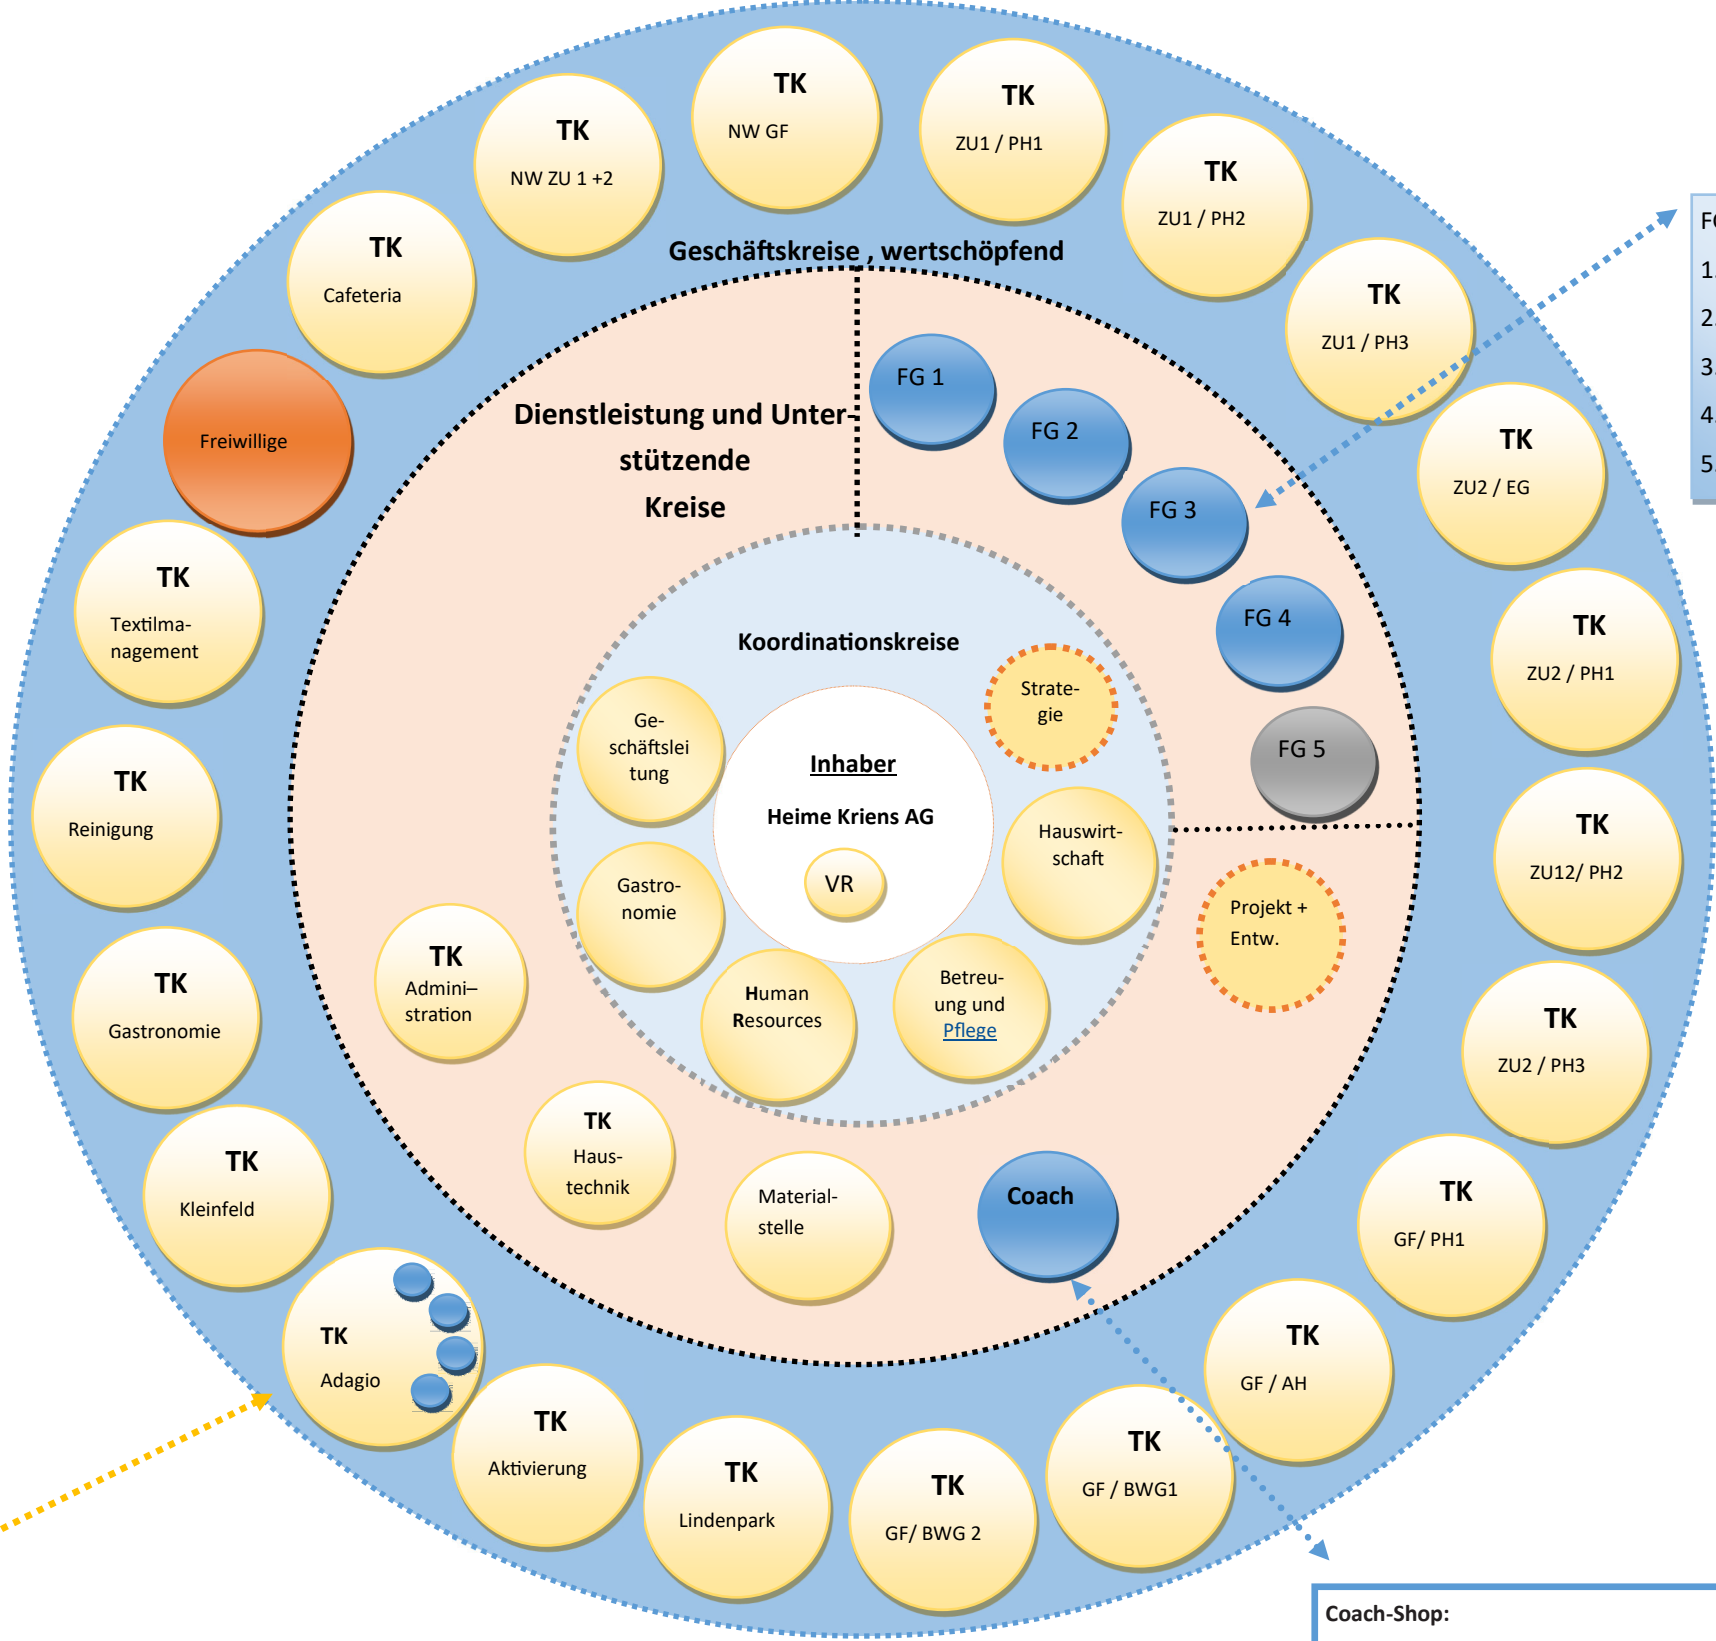 TK
NW GF
TK
ZU1 / PH1
TK
NW ZU 1 +2
TK
ZU1 / PH2
TK
Cafeteria
TK
ZU1 / PH3
Freiwillige
TK
ZU2 / EG
TK
Textilma-
nagement
TK
ZU2 / PH1
TK
Reinigung
TK
ZU12/ PH2
TK
Gastronomie
TK
ZU2 / PH3
TK
Kleinfeld
TK
GF/ PH1
TK
Adagio
TK
GF / AH
TK
Aktivierung
TK
GF / BWG1
TK
Lindenpark
TK
GF/ BWG 2
Geschäftskreise , wertschöpfend
Dienstleistung und Unter-
stützende
Kreise
FG 1
FG 2
FG 3
FG 4
FG 5
Projekt +
Entw.
TK
Admini–
stration
TK
Haus-
technik
Material-
stelle
Coach
Koordinationskreise
Strate-
gie
Ge-
schäftslei
tung
Hauswirt-
schaft
Gastro-
nomie
Human
Resources
Betreu-
ung und
Pflege
Inhaber
Heime Kriens AG
VR
1.
2.
3.
4.
5.
Coach-Shop: